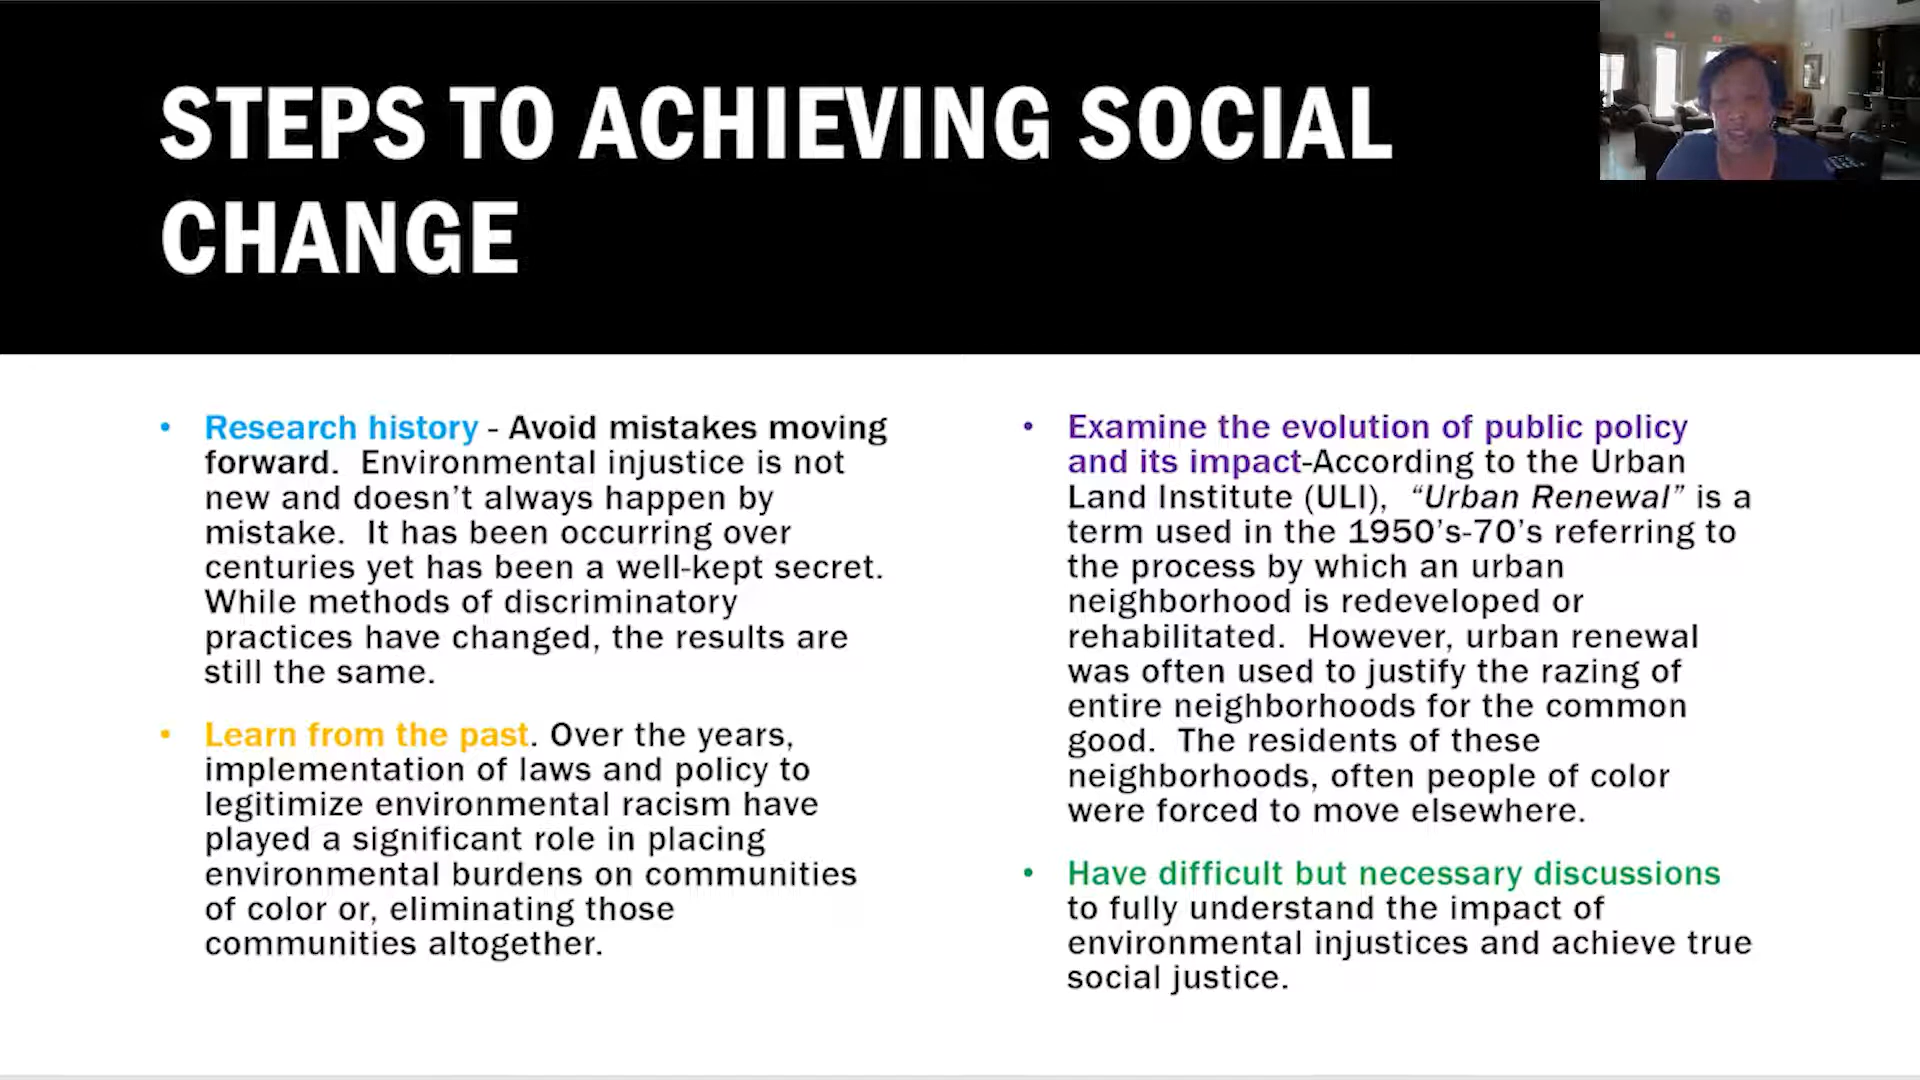 STEPS TO ACHIEVING SOCIAL
CHANGE
• Research history - Avoid mistakes moving
forward.  Environmental injustice is not
new and doesn’t always happen by
mistake.  It has been occurring over
centuries yet has been a well-kept secret.
While methods of discriminatory
practices have changed, the results are
still the same.
• Learn from the past. Over the years,
implementation of laws and policy to
legitimize environmental racism have
played a significant role in placing
environmental burdens on communities
of color or, eliminating those
communities altogether.
• Examine the evolution of public policy
and its impact-According to the Urban
Land Institute (ULI),  “Urban Renewal” is a
term used in the 1950’s-70’s referring to
the process by which an urban
neighborhood is redeveloped or
rehabilitated.  However, urban renewal
was often used to justify the razing of
entire neighborhoods for the common
good.  The residents of these
neighborhoods, often people of color
were forced to move elsewhere.
• Have difficult but necessary discussions
to fully understand the impact of
environmental injustices and achieve true
social justice.